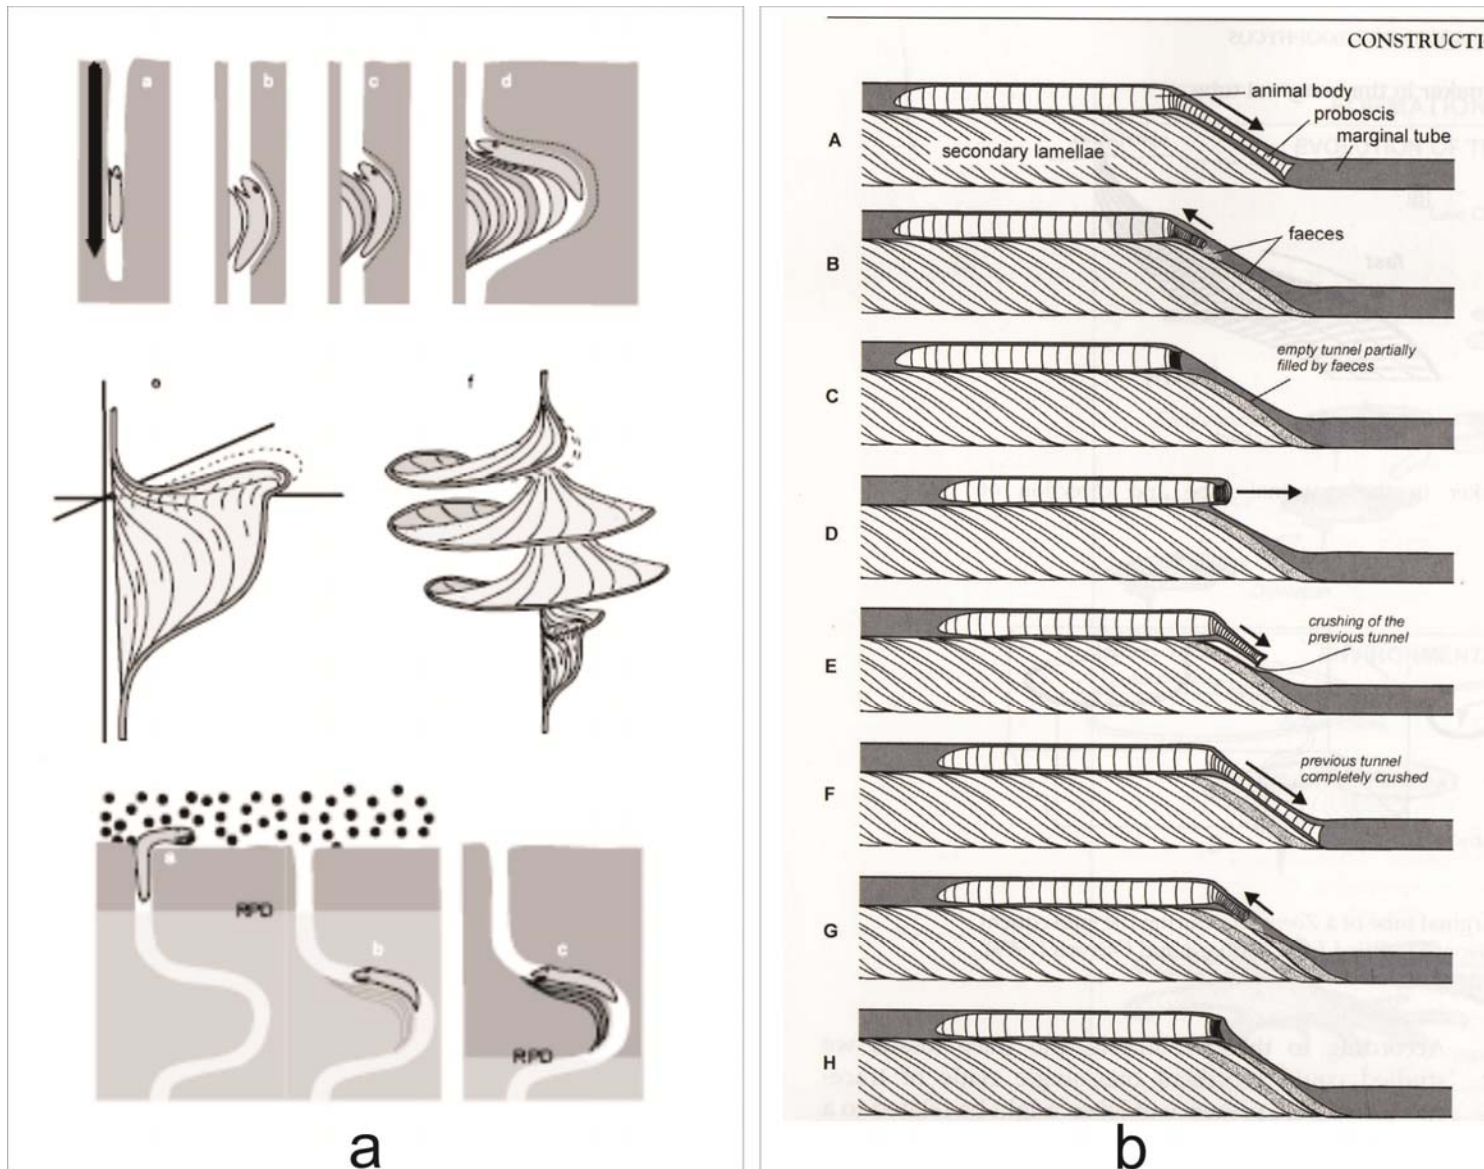 a
b
c
d
e
f
a
RPD
b
RPD
c
a
CONSTRUCTI
A
animal body
proboscis
marginal tube
secondary lamellae
B
faeces
C
empty tunnel partially
filled by faeces
D
E
crushing of the
previous tunnel
F
previous tunnel
completely crushed
G
H
b